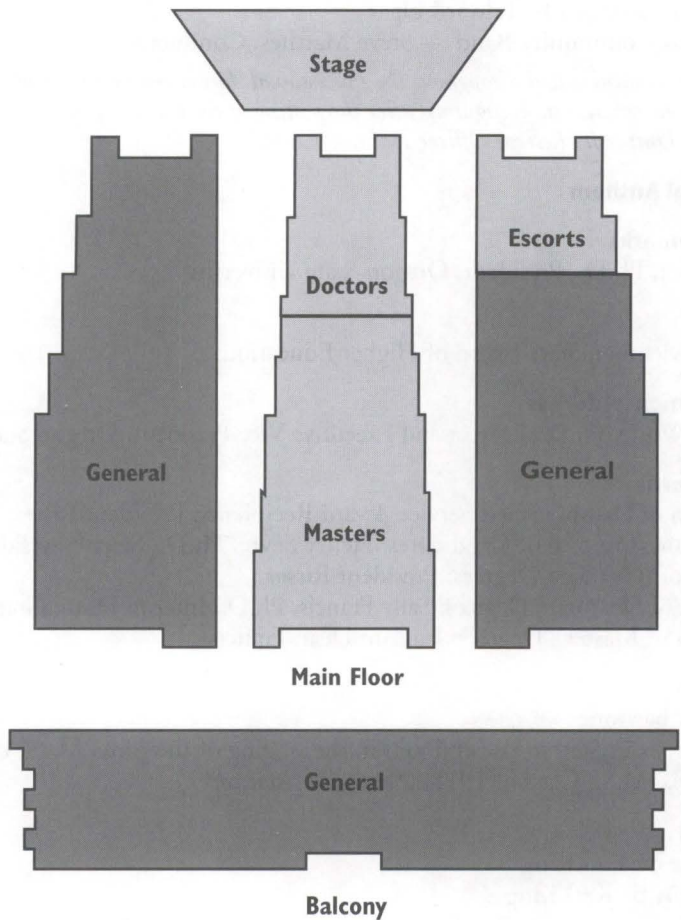 Stage
Escorts
Doctors
General
General
Masters
Main Floor
General
Balcony